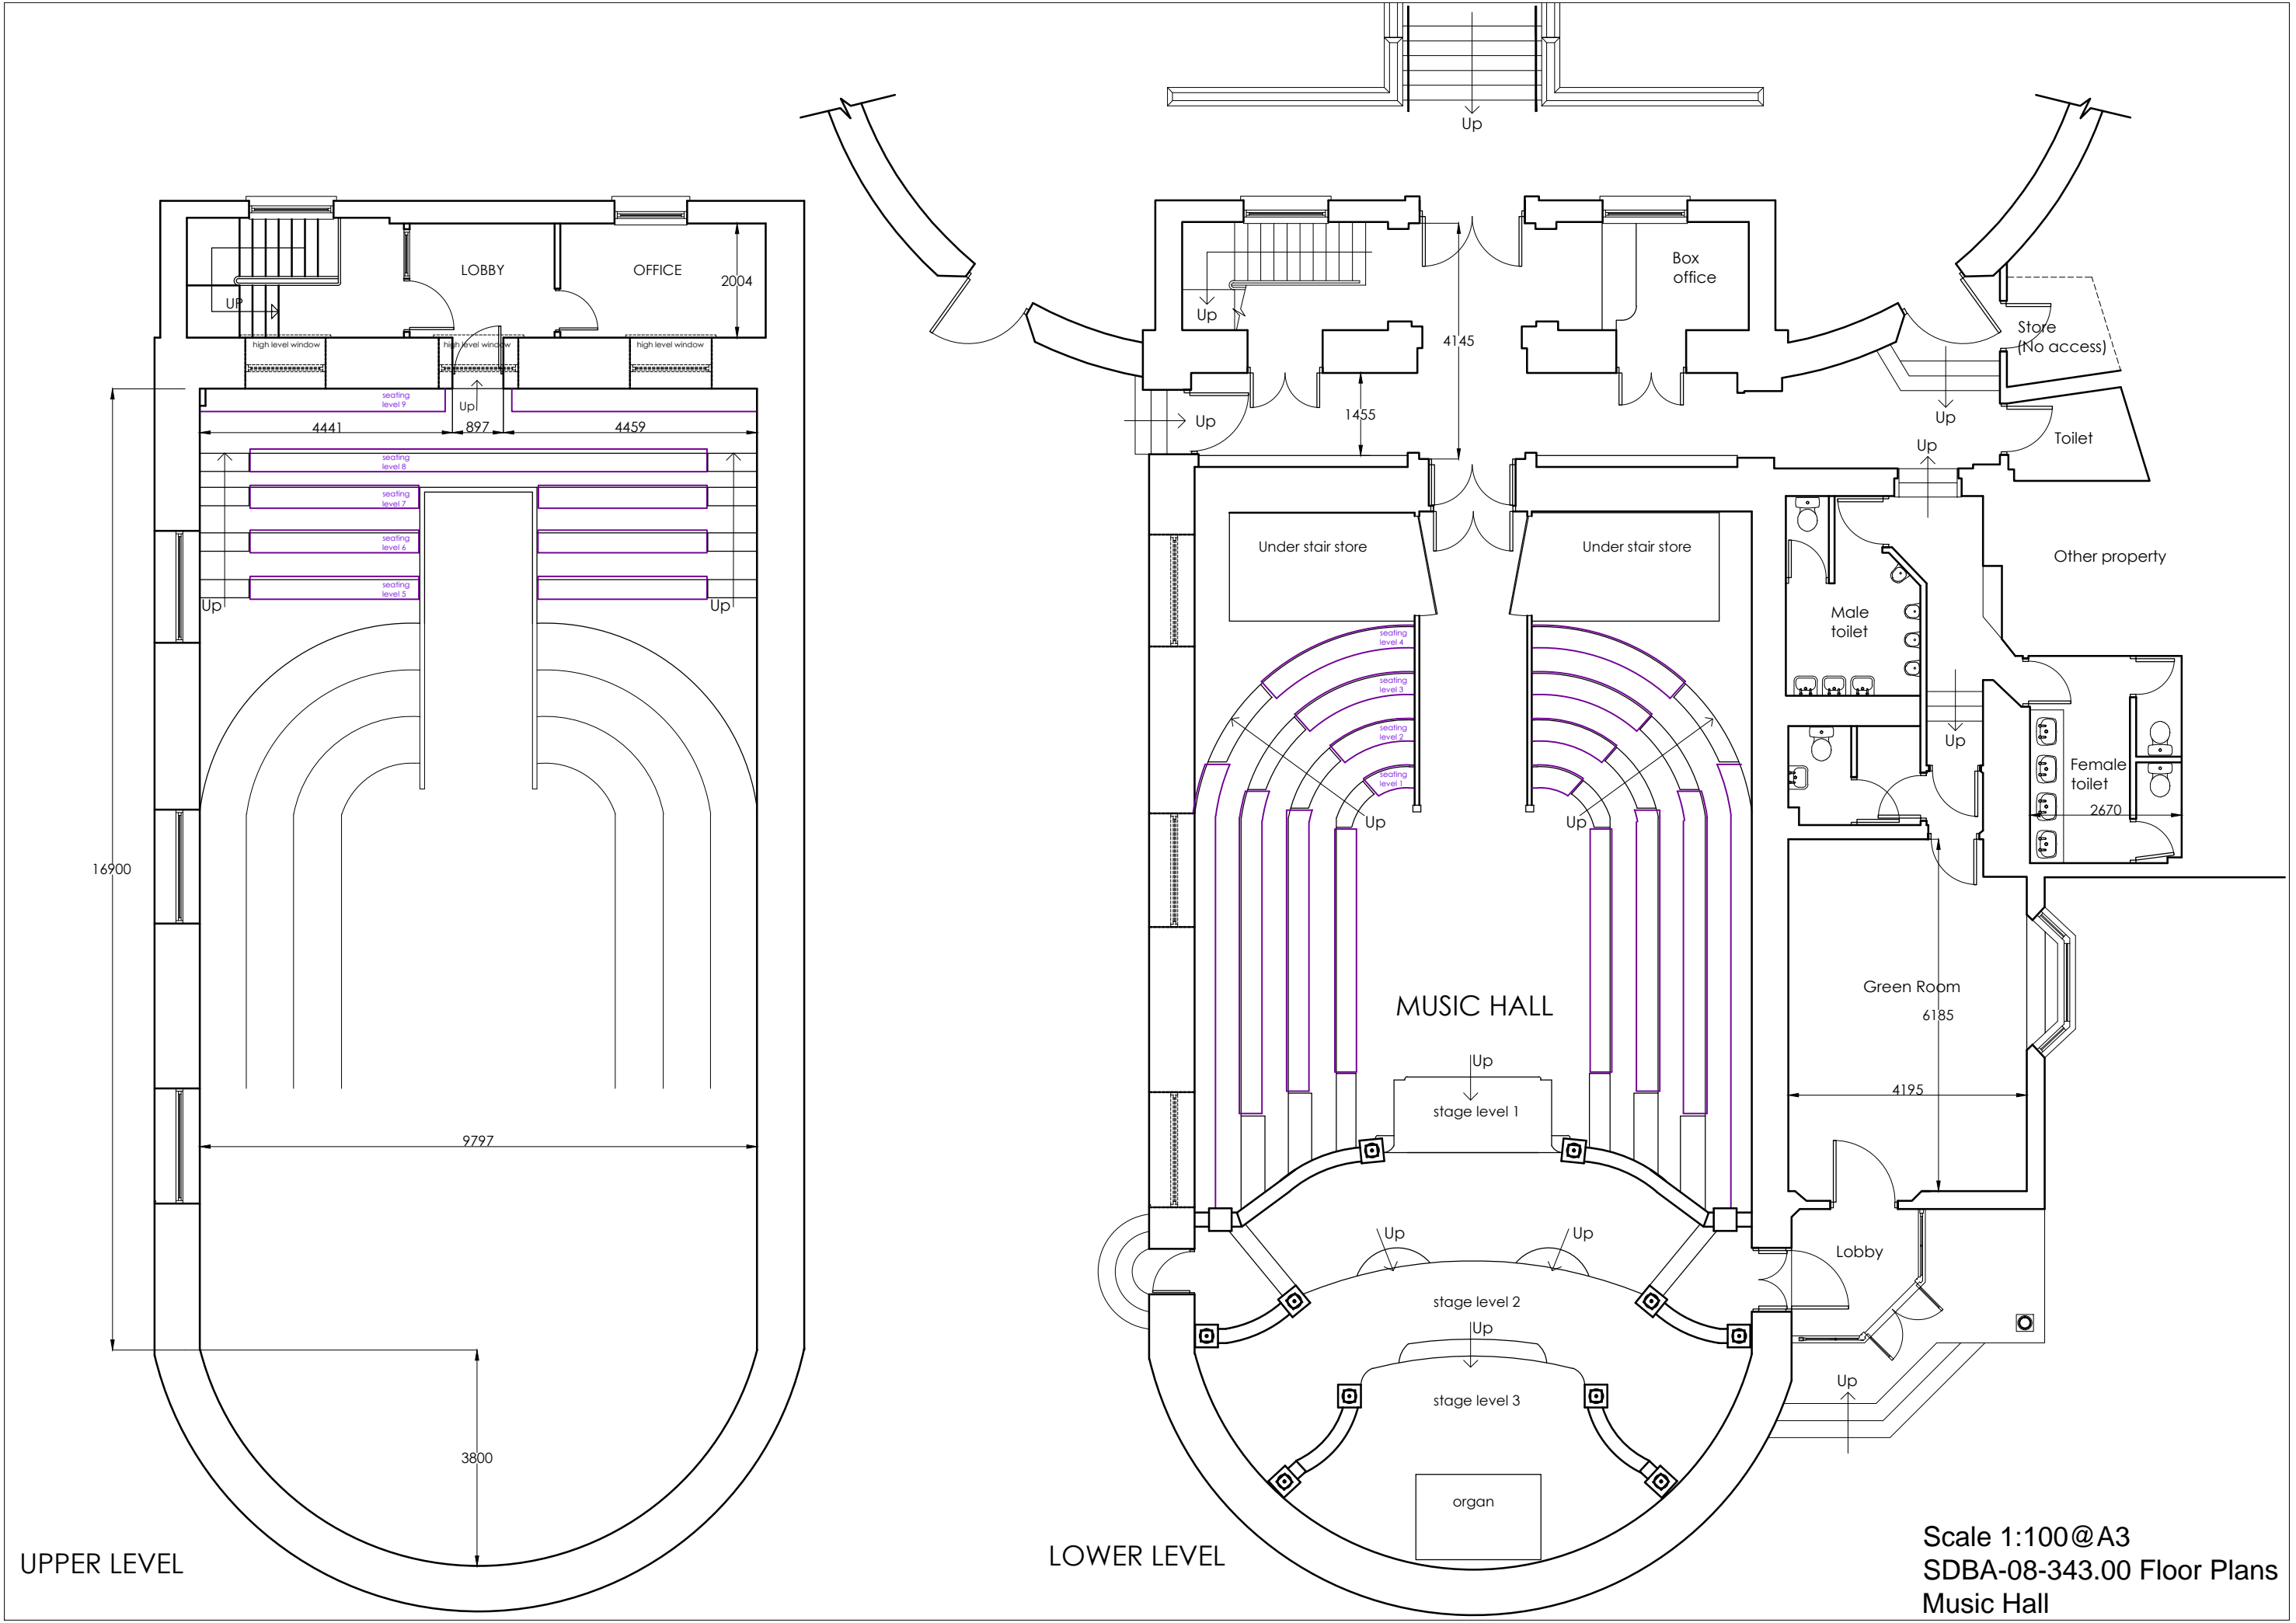 LOBBY
OFFICE
2004
UP
high level window
high level window
high level window
seating
level 9
Up
4441
897
4459
seating
level 8
seating
level 7
seating
level 6
seating
level 5
Up
Up
16900
9797
3800
UPPER LEVEL
Up
Box
office
Up
4145
1455
Up
Store
(No access)
Up
Toilet
Up
Under stair store
Under stair store
Other property
Male
toilet
seating
level 4
seating
level 3
seating
level 2
seating
level 1
Up
Up
Up
Female
toilet
2670
MUSIC HALL
Green Room
6185
Up
4195
stage level 1
Up
Up
Lobby
stage level 2
Up
Up
stage level 3
organ
LOWER LEVEL
Scale 1:100@A3
SDBA-08-343.00 Floor Plans
Music Hall